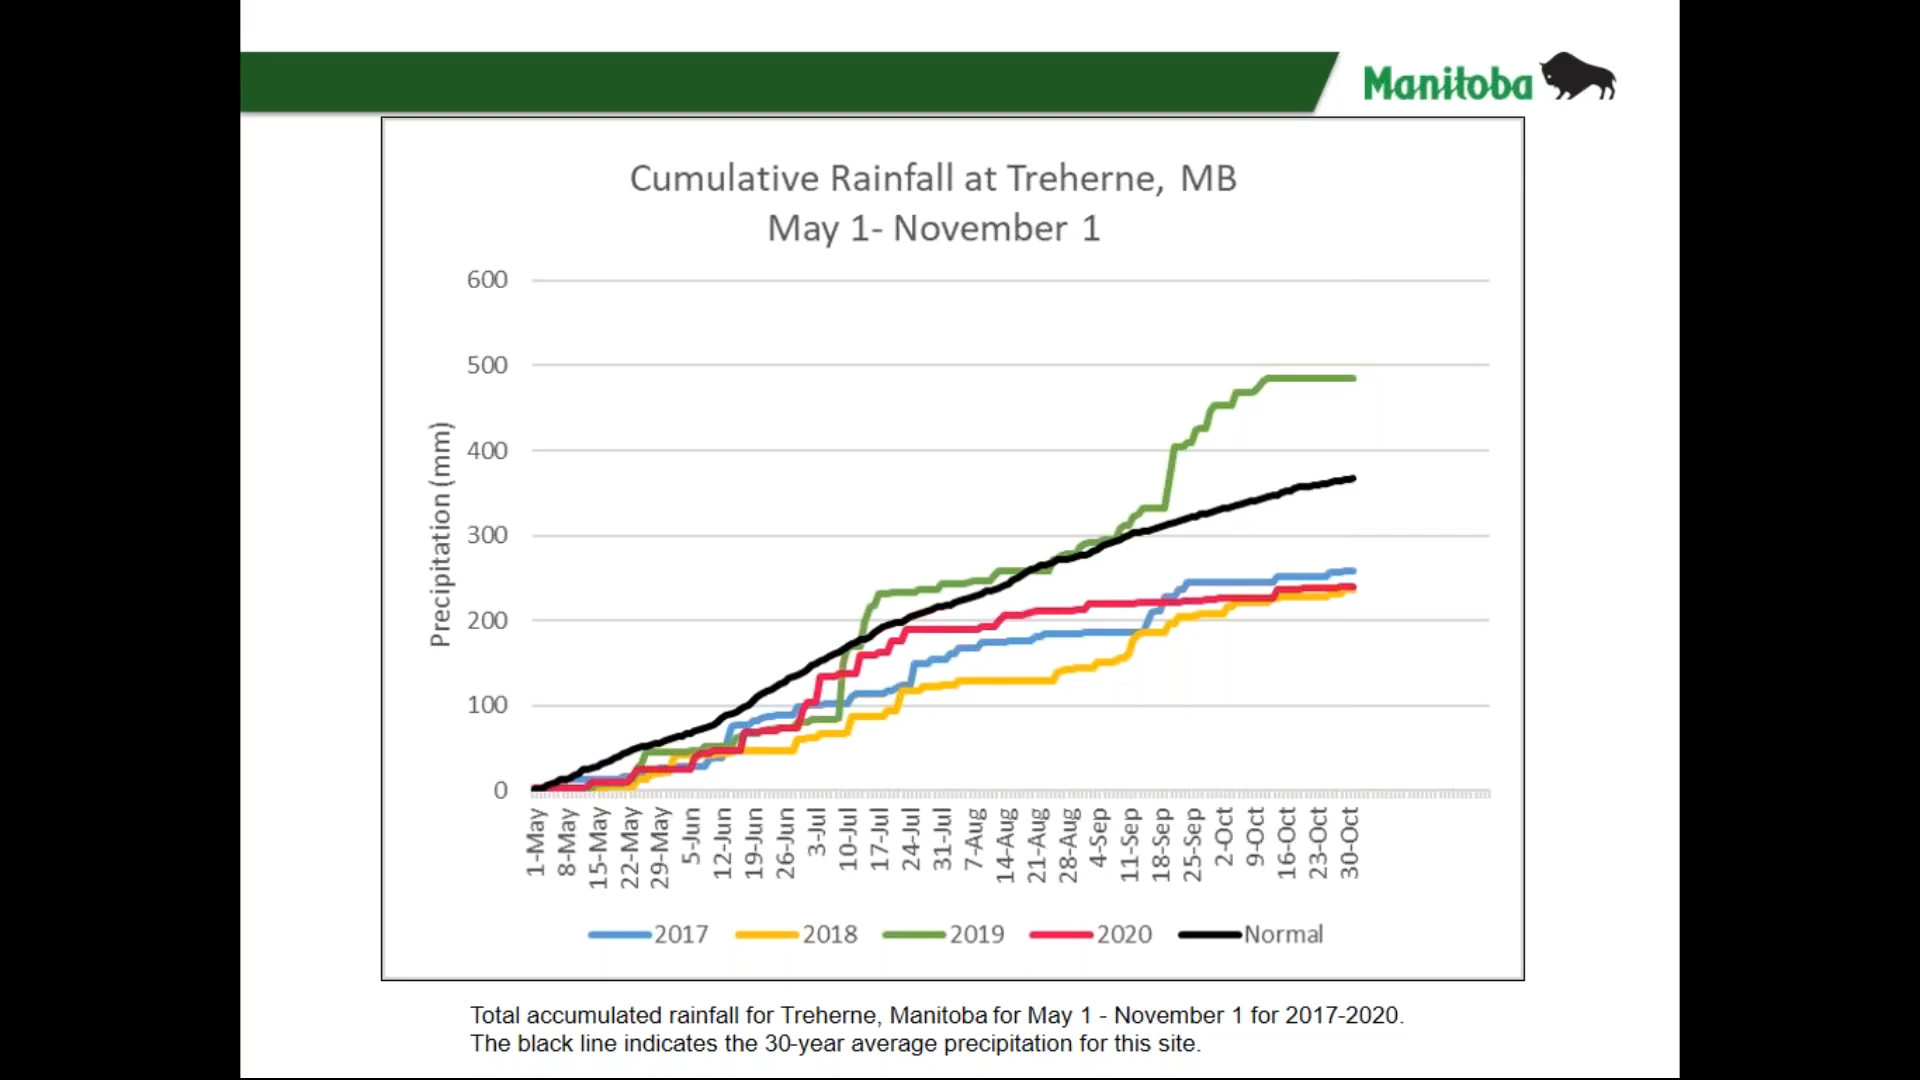 Manitoba
Cumulative Rainfall at Treherne, MB
May 1- November 1
Precipitation (mm)
600
500
400
300
200
100
0
1-May
8-May
15-May
22-May
29-May
5-Jun
12-Jun
19-Jun
26-Jun
3-Jul
10-Jul
17-Jul
24-Jul
31-Jul
7-Aug
14-Aug
21-Aug
28-Aug
4-Sep
11-Sep
18-Sep
25-Sep
2-Oct
9-Oct
16-Oct
23-Oct
30-Oct
2017 2018 2019 2020 Normal
Total accumulated rainfall for Treherne, Manitoba for May 1 - November 1 for 2017-2020.
The black line indicates the 30-year average precipitation for this site.